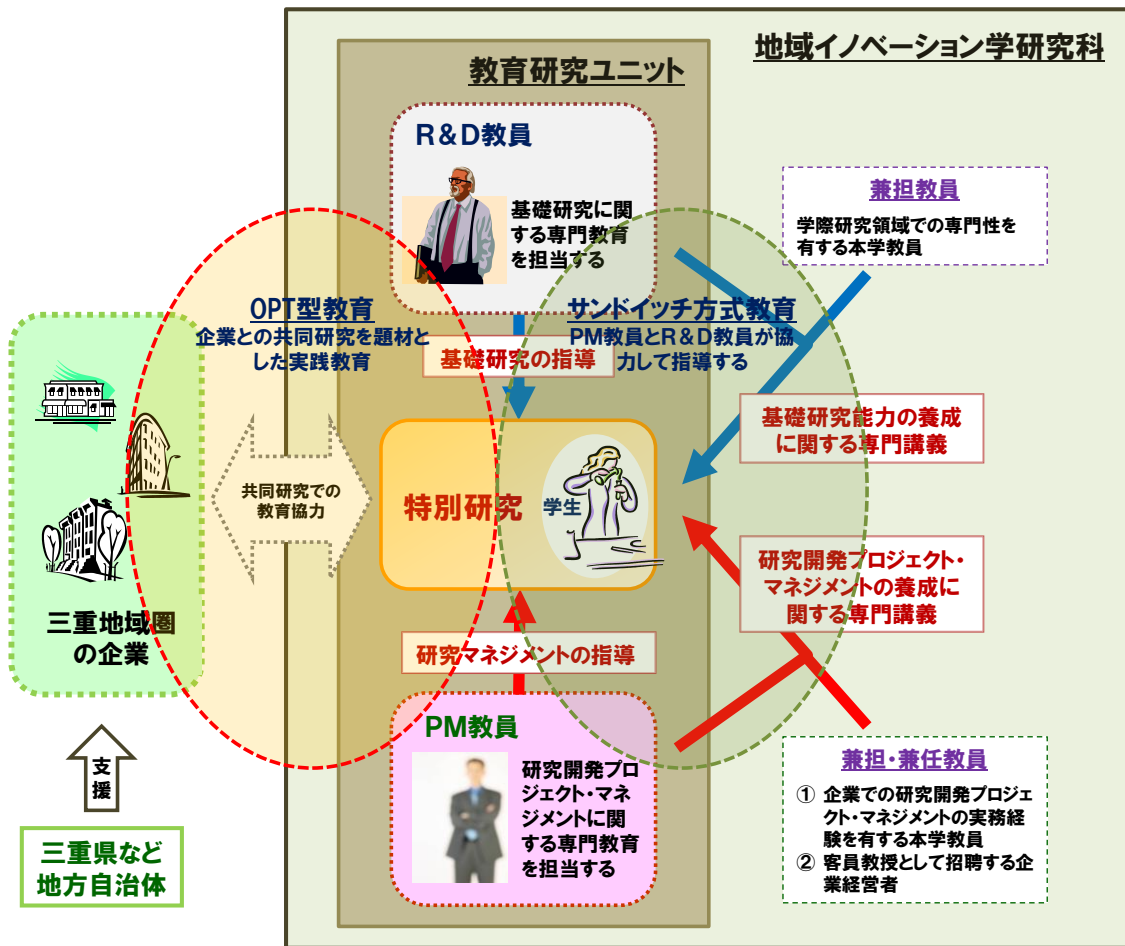 地域イノベーション学研究科
教育研究ユニット
R&D教員
基礎研究に関
する専門教育
を担当する
兼担教員
学際研究領域での専門性を
有する本学教員
OPT型教育
企業との共同研究を題材と
した実践教育
サンドイッチ方式教育
PM教員とR&D教員が協
力して指導する
基礎研究の指導
基礎研究能力の養成
に関する専門講義
共同研究での
教育協力
特別研究
学生
研究開発プロジェクト・
マネジメントの養成に
関する専門講義
三重地域圏
の企業
研究マネジメントの指導
PM教員
研究開発プロ
ジェクト・マネ
ジメントに関
する専門教育
を担当する
支援
三重県など
地方自治体
兼担・兼任教員
① 企業での研究開発プロジェ
クト・マネジメントの実務経
験を有する本学教員
② 客員教授として招聘する企
業経営者